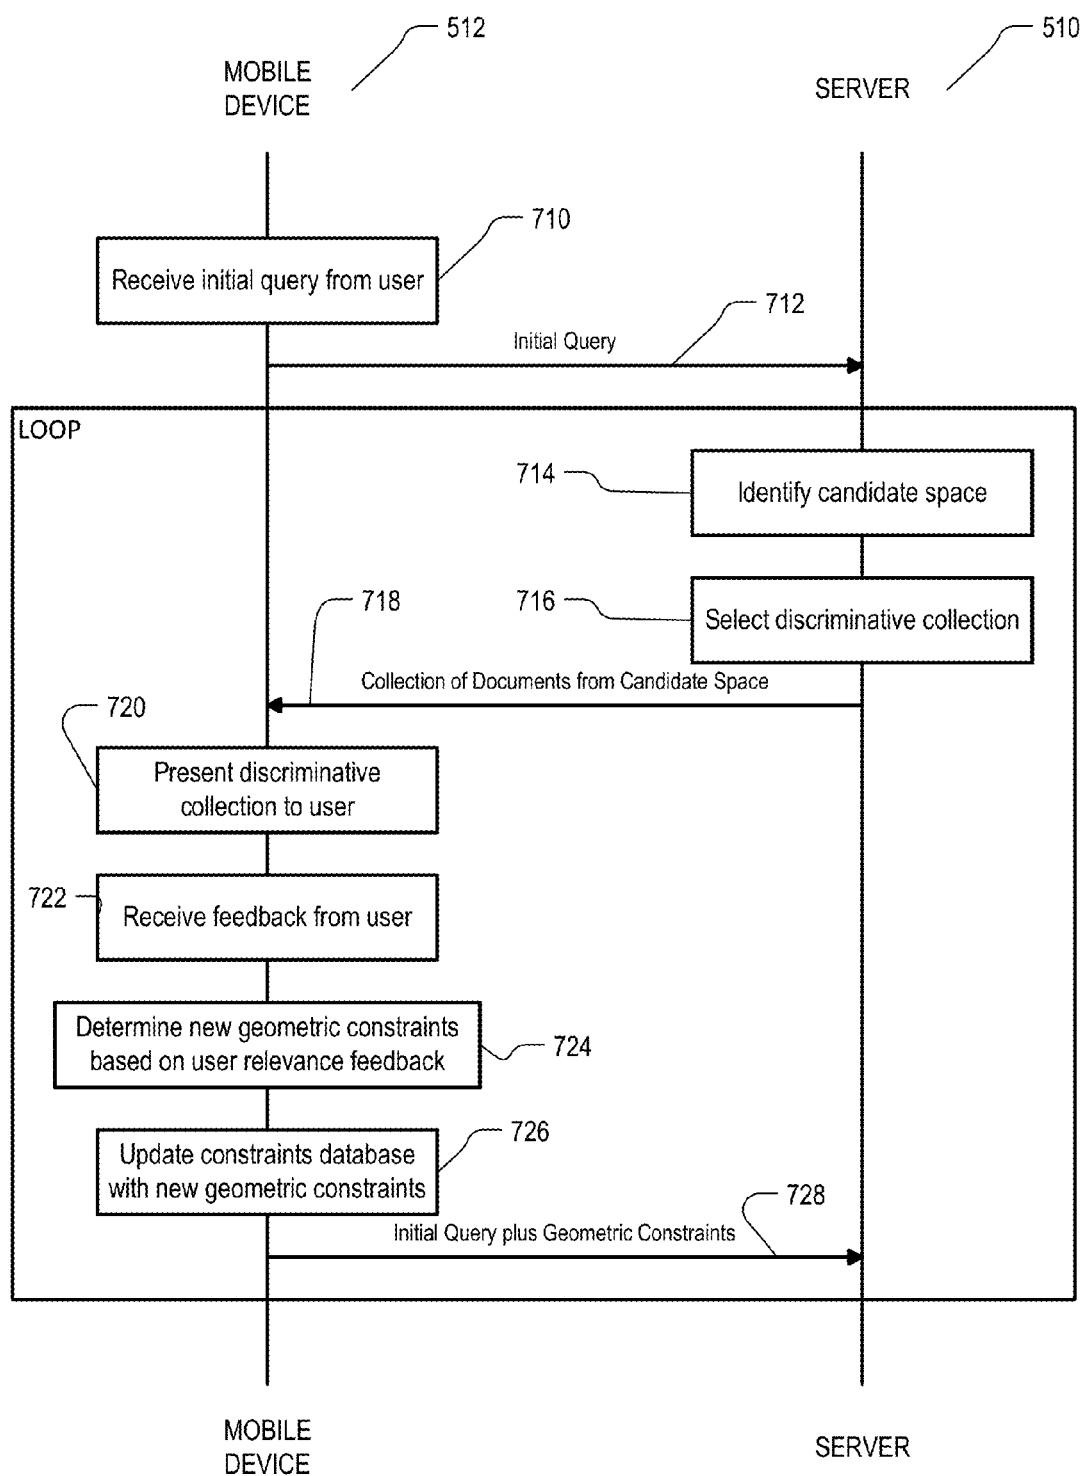 512
510
MOBILE
DEVICE
SERVER
710
Receive initial query from user
712
Initial Query
LOOP
714
Identify candidate space
718
716
Select discriminative collection
Collection of Documents from Candidate Space
720
Present discriminative
collection to user
722
Receive feedback from user
Determine new geometric constraints
based on user relevance feedback
724
726
Update constraints database
with new geometric constraints
728
Initial Query plus Geometric Constraints
MOBILE
DEVICE
SERVER